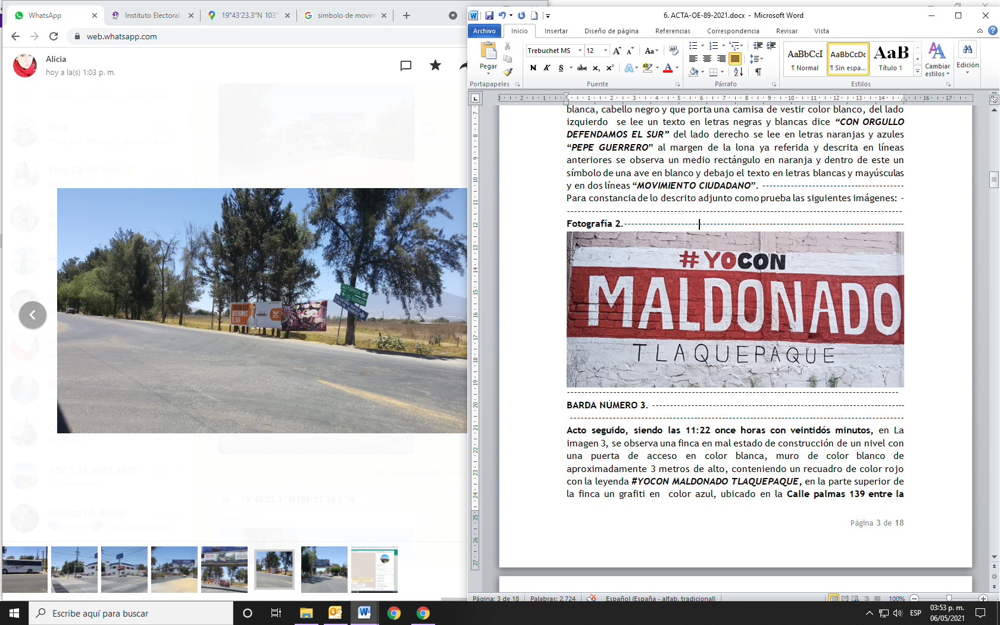 WhatsApp
Instituto Electoral
19°43'23.3"N 103°
simbolo de movim
web.whatsapp.com
Alicia
hoy a la(s) 1:03 p. m.
Yiyis
Vero De Mi Vida
AUTOPISTA
CD. GUZMAN
DEFENDAMOS
EL SUR
GUERRERO
+52 1 33 3467 4678
de acuerdo
III. 19°43'23.3" N103°27'34.5"W
Bautizo bb dorian
Banco Azteca
6. ACTA-OE-89-2021.docx - Microsoft Word
Archivo Inicio Insertar Diseño de página Referencias Correspondencia Revisar Vista
Trebuchet MS 12
Pegar
AaBbCcI AaBbCcDc AaB
¶ Normal ¶ Sin espa... Título 1
Cambiar estilos
Edición
Portapapeles Fuente Párrafo Estilos
blanca, cabello negro y que porta una camisa de vestir color blanco, del lado
izquierdo se lee un texto en letras negras y blancas dice “CON ORGULLO
DEFENDAMOS EL SUR” del lado derecho se lee en letras naranjas y azules
“PEPE GUERRERO” al margen de la lona ya referida y descrita en líneas
anteriores se observa un medio rectángulo en naranja y dentro de este un
símbolo de una ave en blanco y debajo el texto en letras blancas y mayúsculas
y en dos líneas “MOVIMIENTO CIUDADANO”. ----------------------------------------
Para constancia de lo descrito adjunto como prueba las siguientes imágenes: -
Fotografía 2.
#YOCON
MALDONADO
TLAQUEPAQUE
BARDA NÚMERO 3.
Acto seguido, siendo las 11:22 once horas con veintidós minutos, en La
imagen 3, se observa una finca en mal estado de construcción de un nivel con
una puerta de acceso en color blanca, muro de color blanco de
aproximadamente 3 metros de alto, conteniendo un recuadro de color rojo
con la leyenda #YOCON MALDONADO TLAQUEPAQUE, en la parte superior de
la finca un grafiti en color azul, ubicado en la Calle palmas 139 entre la
Página 3 de 18
Página: 3 de 18 Palabras: 2,724 Español (España - alfab. tradicional) 100%
Escribe aquí para buscar
ESP
03:53 p. m.
06/05/2021